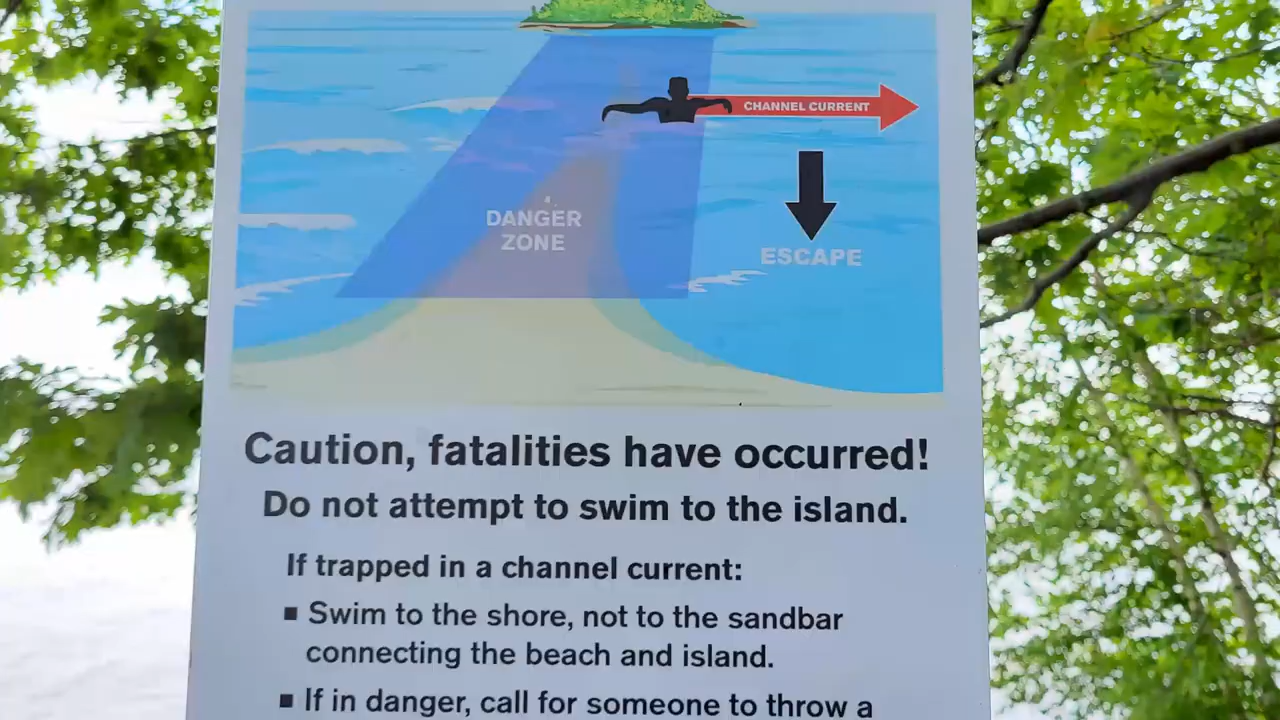 CHANNEL CURRENT
DANGER
ZONE
ESCAPE
Caution, fatalities have occurred!
Do not attempt to swim to the island.
If trapped in a channel current:
▪ Swim to the shore, not to the sandbar
connecting the beach and island.
▪ If in danger, call for someone to throw a